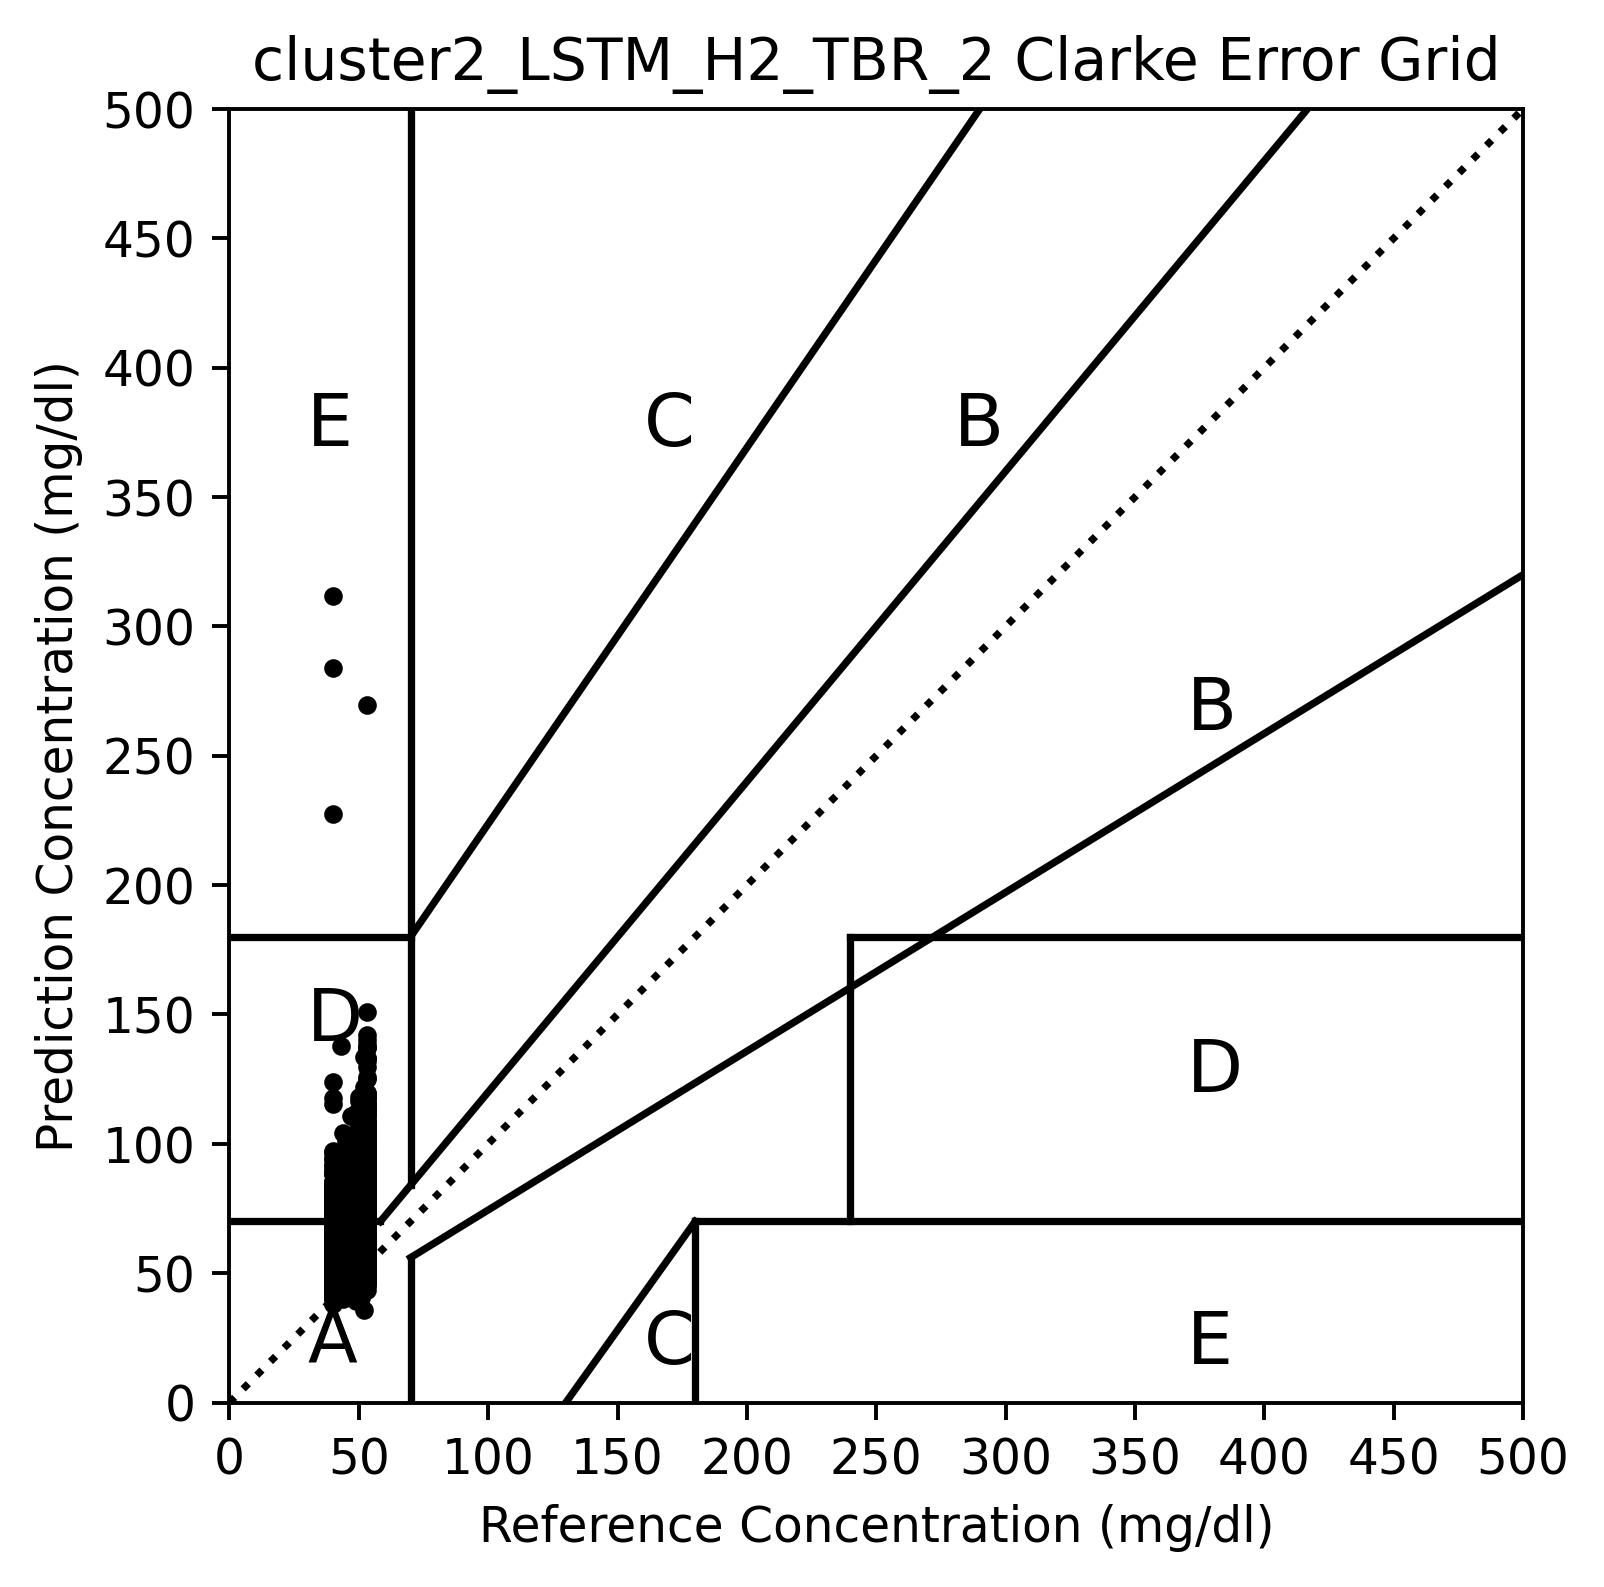 cluster2_LSTM_H2_TBR_2 Clarke Error Grid
500
450
400
350
300
250
200
150
100
50
0
Prediction Concentration (mg/dl)
E
C
B
B
D
D
A
C
E
0 50 100 150 200 250 300 350 400 450 500
Reference Concentration (mg/dl)